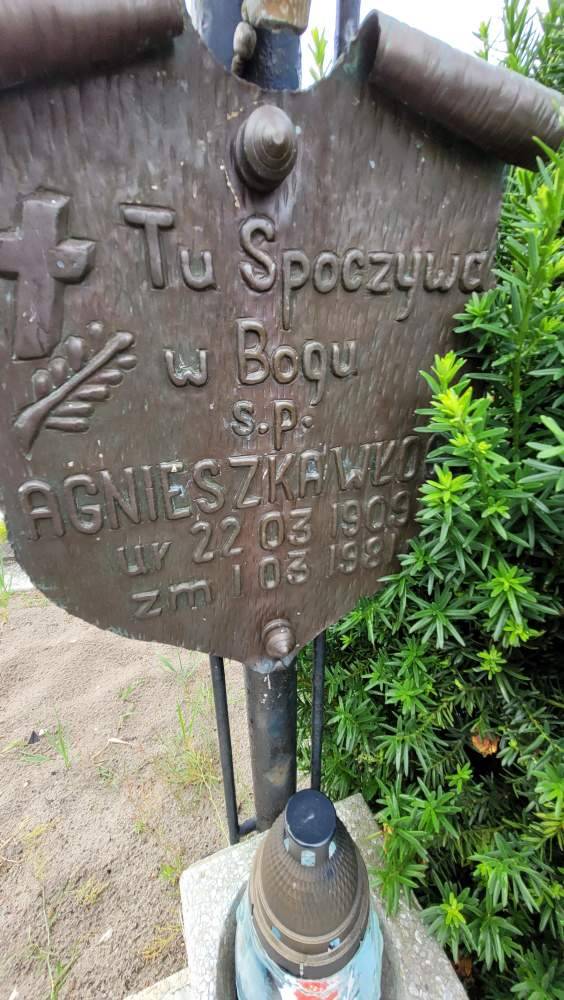 Tu Spoczywa
w Bogu
s.p.
AGNIESZKA
ur 22 03 1909
zm 1 03 1981